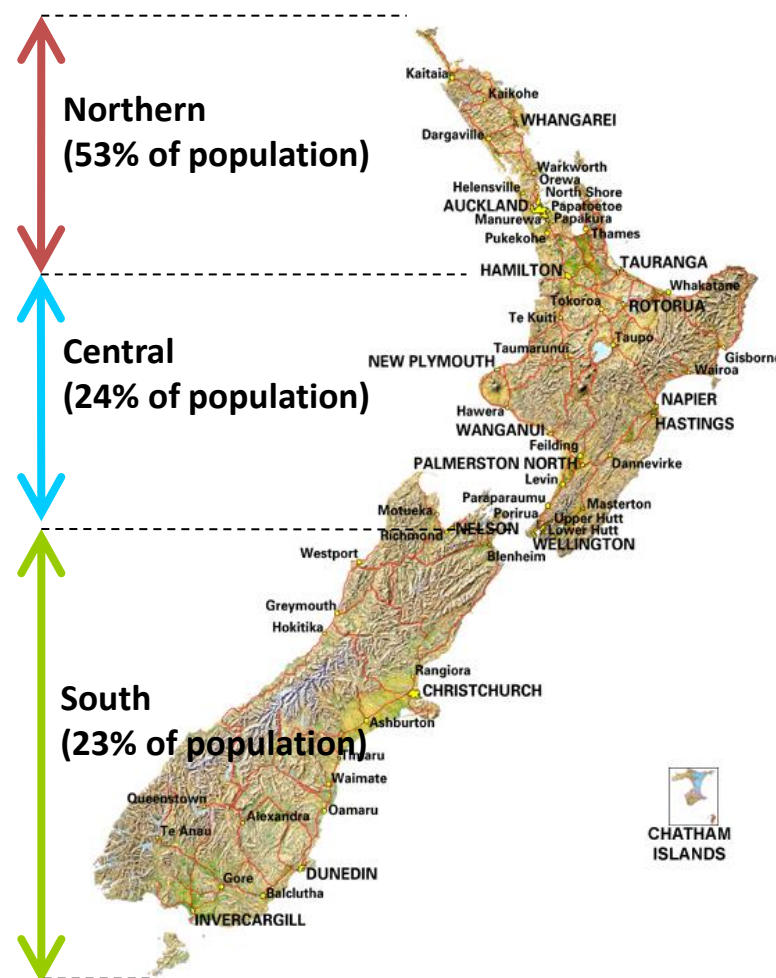 Northern
(53% of population)
Central
(24% of population)
South
(23% of population)
Kaitaia
Kaikohe
WHANGAREI
Dargaville
Warkworth
Orewa
Helensville
North Shore
AUCKLAND
Papatoetoe
Manurewa
Papakura
Pukekohe
Thames
TAURANGA
HAMILTON
Whakatane
Tokoroa
ROTORUA
Te Kuiti
Taupo
Taumarunui
Gisborne
NEW PLYMOUTH
Wairoa
NAPIER
Hawera
HASTINGS
WANGANUI
Feilding
PALMERSTON NORTH
Dannevirke
Levin
Paraparaumu
Masterton
Motueka
Porirua
Upper Hutt
Richmond
NELSON
Lower Hutt
WELLINGTON
Blenheim
Westport
Greymouth
Hokitika
Rangiora
CHRISTCHURCH
Ashburton
Timaru
Waimate
Queenstown
Oamaru
Alexandra
Te Anau
DUNEDIN
Gore
Balclutha
INVERCARGILL
CHATHAM
ISLANDS